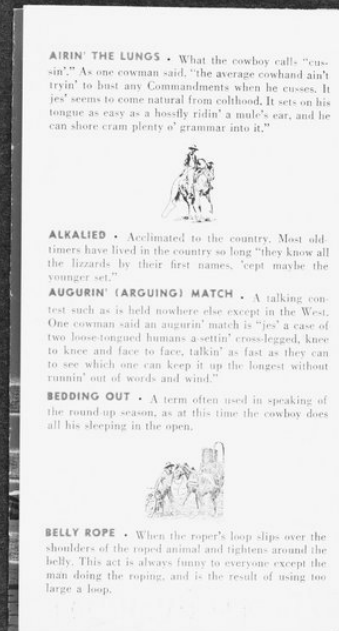 AIRIN' THE LUNGS • What the cowboy calls "cus-
sin'." As one cowman said, "the average cowhand ain't
tryin' to bust any Commandments when he cusses. It
jes' seems to come natural from colthood. It sets on his
tongue as easy as a hossfly ridin' a mule's ear, and he
can shore cram plenty o' grammar into it."
ALKALIED • Acclimated to the country. Most old-
timers have lived in the country so long "they know all
the lizzards by their first names, 'cept maybe the
younger set."
AUGURIN' (ARGUING) MATCH • A talking con-
test such as is held nowhere else except in the West.
One cowman said an augurin' match is "jes' a case of
two loose-tongued humans a-settin' cross-legged, knee
to knee and face to face, talkin' as fast as they can
to see which one can keep it up the longest without
runnin' out of words and wind."
BEDDING OUT • A term often used in speaking of
the round-up season, as at this time the cowboy does
all his sleeping in the open.
BELLY ROPE • When the roper's loop slips over the
shoulders of the roped animal and tightens around the
belly. This act is always funny to everyone except the
man doing the roping, and is the result of using too
large a loop.